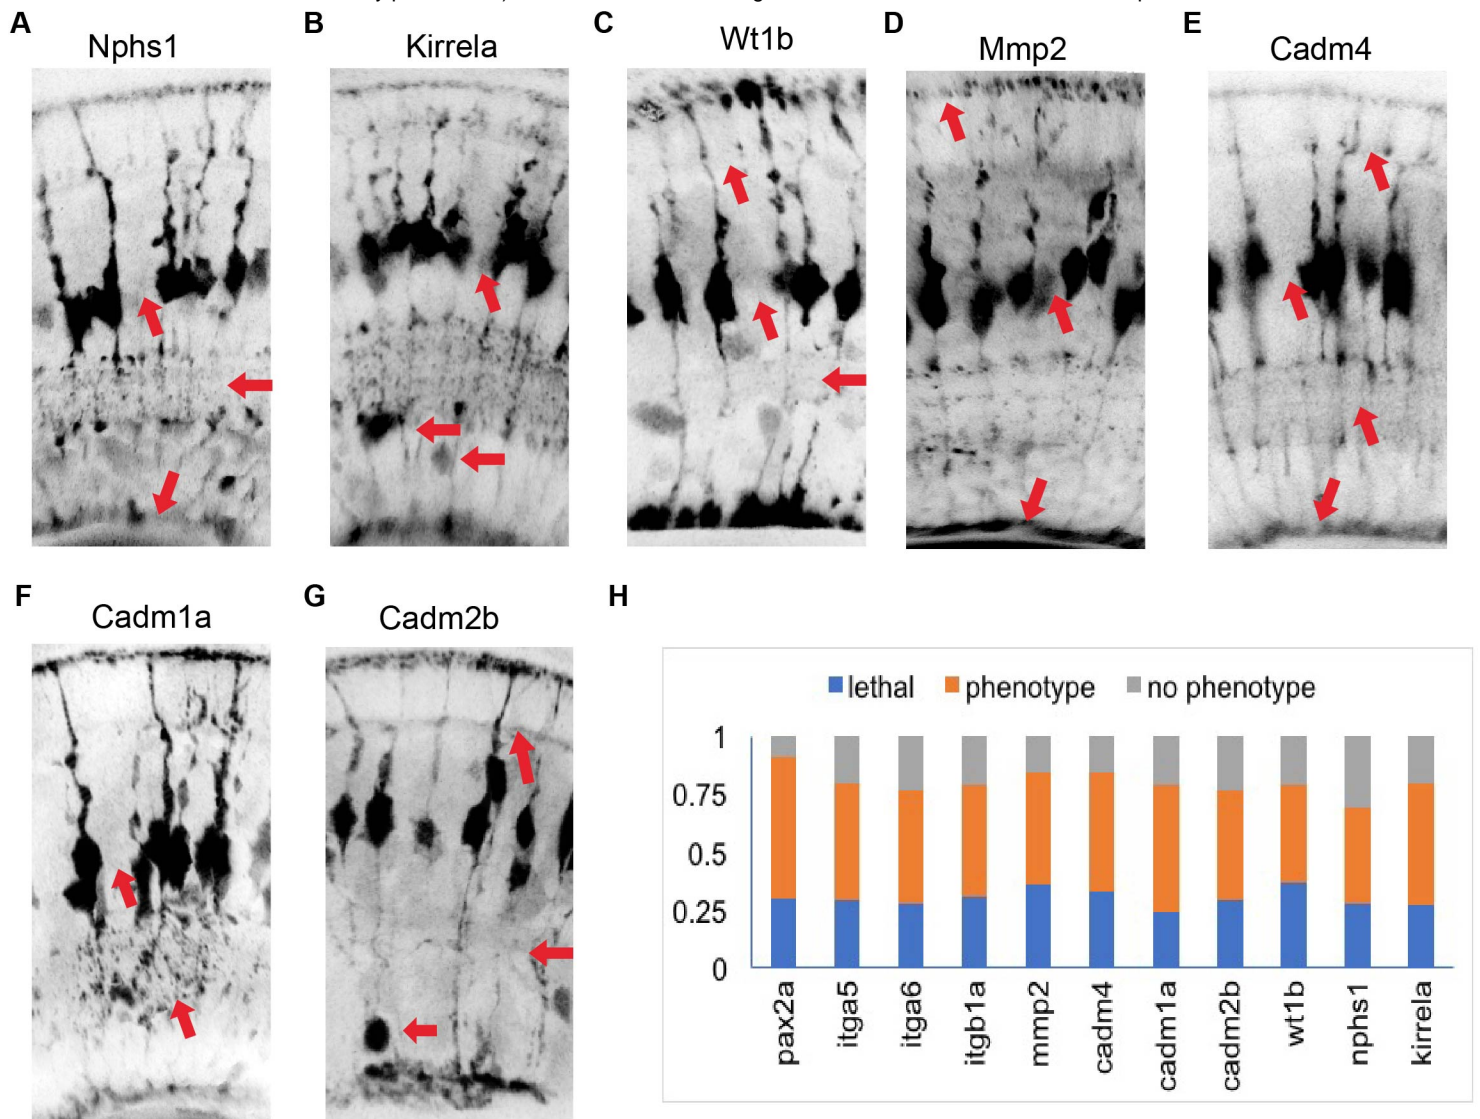 A
Nphs1
B
Kirrela
C
Wt1b
D
Mmp2
E
Cadm4
F
Cadm1a
G
Cadm2b
H
lethal phenotype no phenotype
1
0.75
0.5
0.25
0
pax2a itga5 itga6 itgb1a mmp2 cadm4 cadm1a cadm2b wt1b nphs1 kirrela